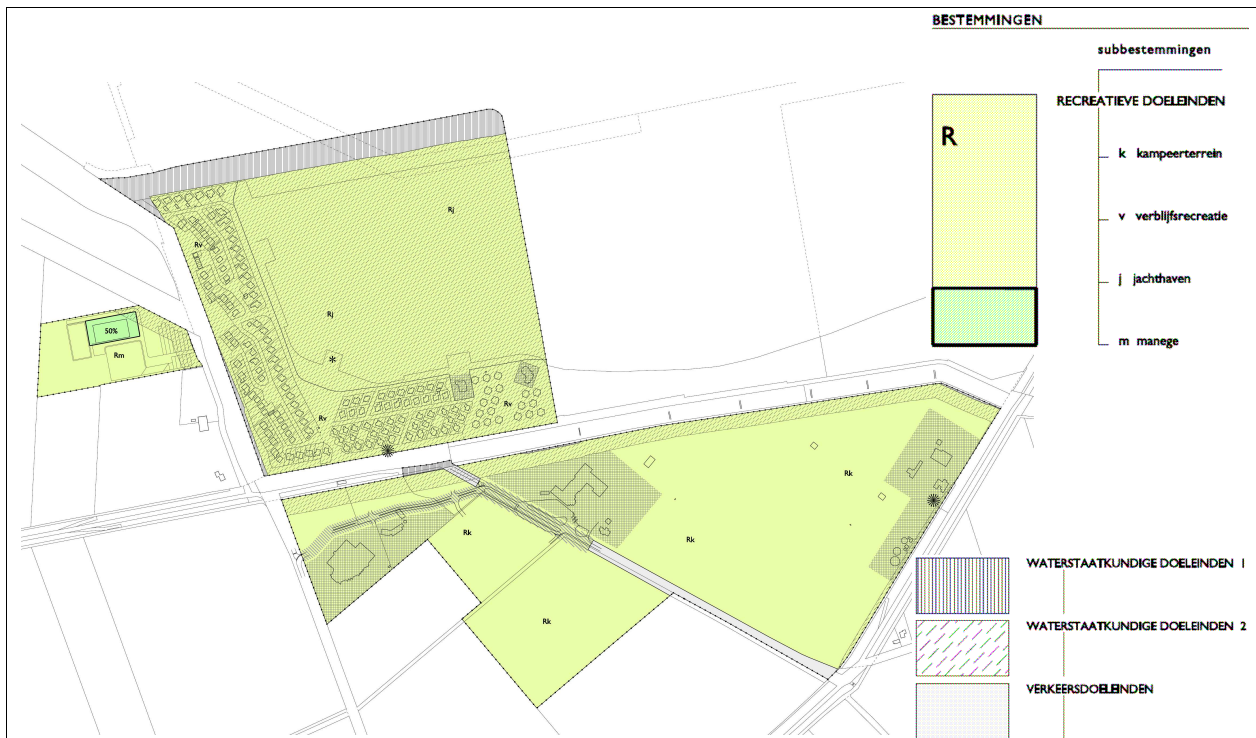 BESTEMMINGEN
subbestemmingen
RECREATIEVE DOELEINDEN
R
k kampeerterrein
v verblijfsrecreatie
j jachthaven
m manege
Rj
Rv
Rj
50%
Rm
*
Rv
Rv
Rk
Rk
Rk
Rk
WATERSTAATKUNDIGE DOELEINDEN 1
WATERSTAATKUNDIGE DOELEINDEN 2
VERKEERSDOELEINDEN